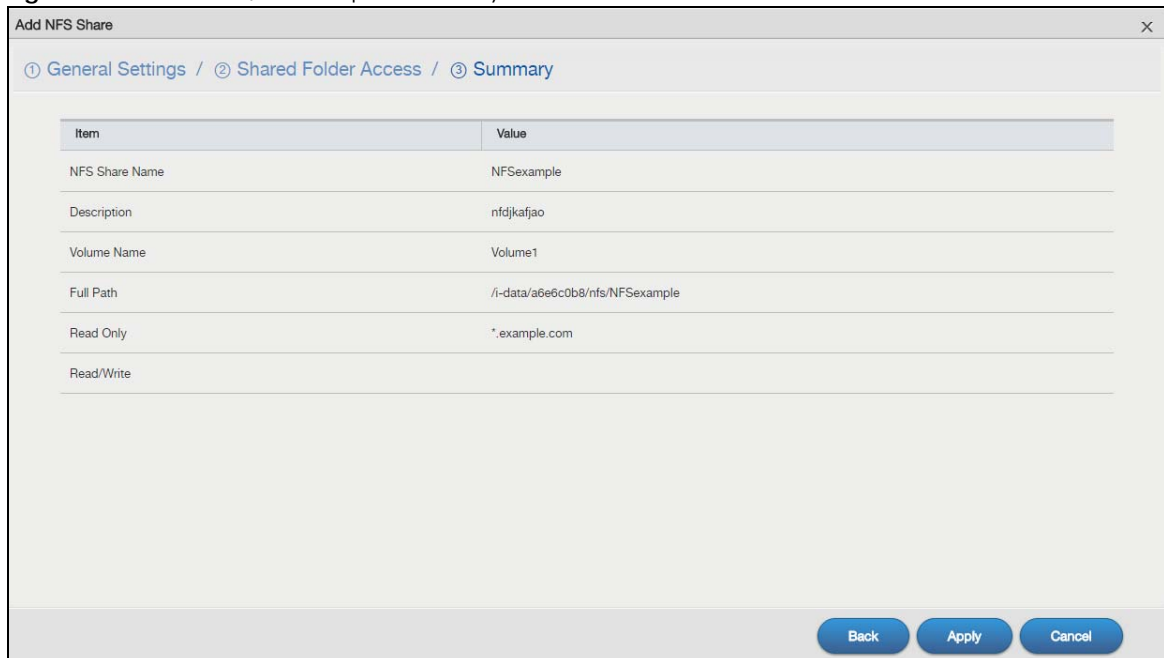 Add NFS Share X
① General Settings / ② Shared Folder Access / ③ Summary
Item Value
NFS Share Name NFSexample
Description nfdjkafjao
Volume Name Volume1
Full Path /i-data/a6e6c0b8/nfs/NFSexample
Read Only *.example.com
Read/Write
Back Apply Cancel